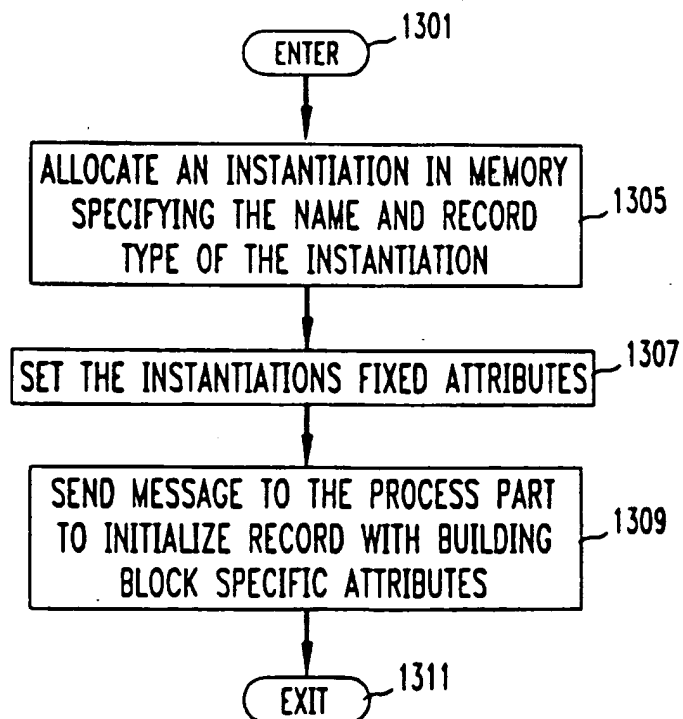 1301
ENTER
ALLOCATE AN INSTANTIATION IN MEMORY
SPECIFYING THE NAME AND RECORD
TYPE OF THE INSTANTIATION
1305
SET THE INSTANTIATIONS FIXED ATTRIBUTES
1307
SEND MESSAGE TO THE PROCESS PART
TO INITIALIZE RECORD WITH BUILDING
BLOCK SPECIFIC ATTRIBUTES
1309
EXIT
1311